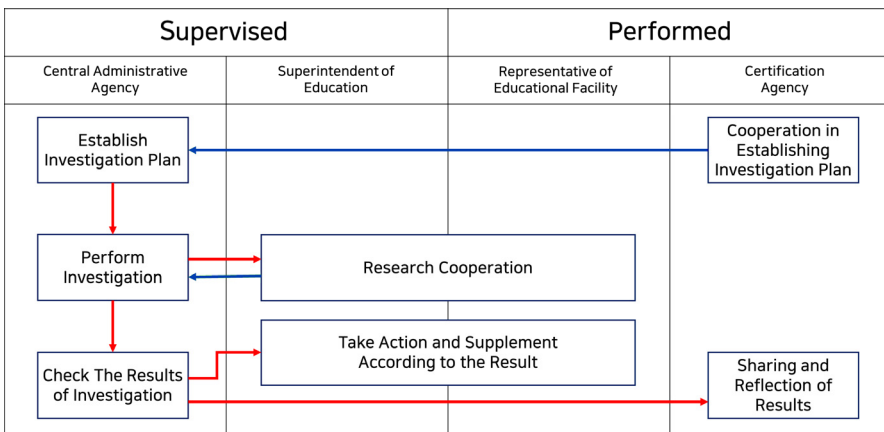 Supervised
Performed
Central Administrative
Agency
Superintendent of
Education
Representative of
Educational Facility
Certification
Agency
Establish
Investigation Plan
Cooperation in
Establishing
Investigation Plan
Perform
Investigation
Research Cooperation
Take Action and Supplement
According to the Result
Check The Results
of Investigation
Sharing and
Reflection of
Results